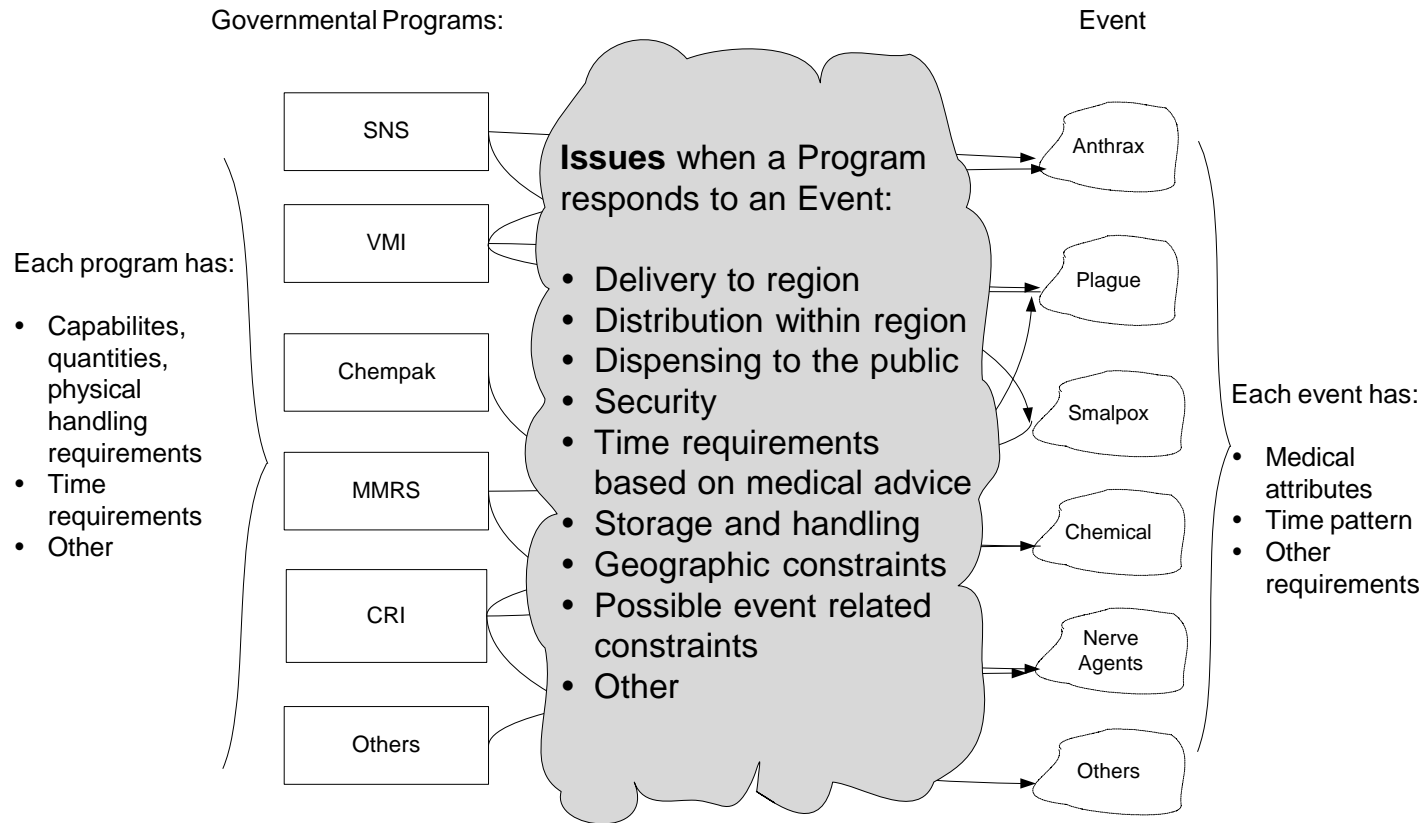 Governmental Programs:
Event
SNS
VMI
Chempak
MMRS
CRI
Others
Each program has:
• Capabilites,
quantities,
physical
handling
requirements
• Time
requirements
• Other
Issues when a Program
responds to an Event:
• Delivery to region
• Distribution within region
• Dispensing to the public
• Security
• Time requirements
based on medical advice
• Storage and handling
• Geographic constraints
• Possible event related
constraints
• Other
Anthrax
Plague
Smalpox
Chemical
Nerve
Agents
Others
Each event has:
• Medical
attributes
• Time pattern
• Other
requirements